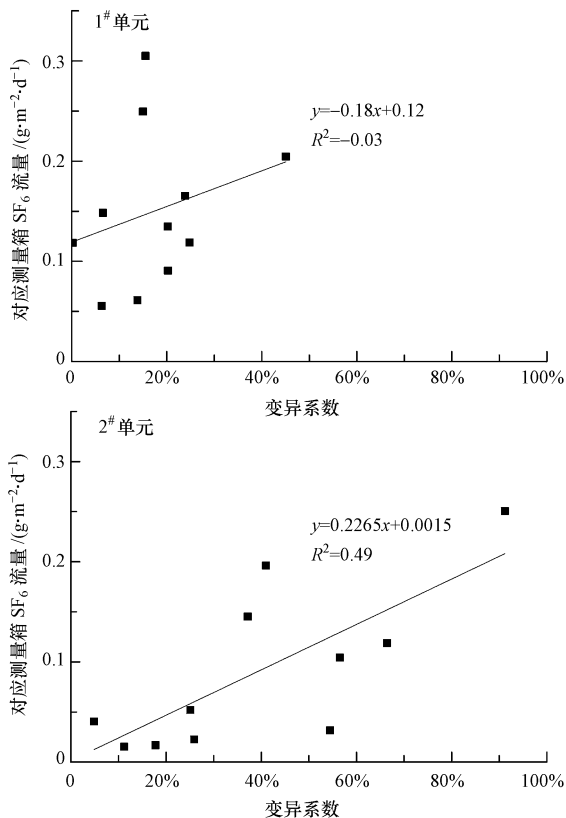 1#单元
0.3
0.2
0.1
0
对应测量箱 SF6 流量/(g·m−2·d−1)
y=−0.18x+0.12
R2=−0.03
0 20% 40% 60% 80% 100%
变异系数
2#单元
0.3
0.2
0.1
0
对应测量箱 SF6 流量/(g·m−2·d−1)
y=0.2265x+0.0015
R2=0.49
0 20% 40% 60% 80% 100%
变异系数